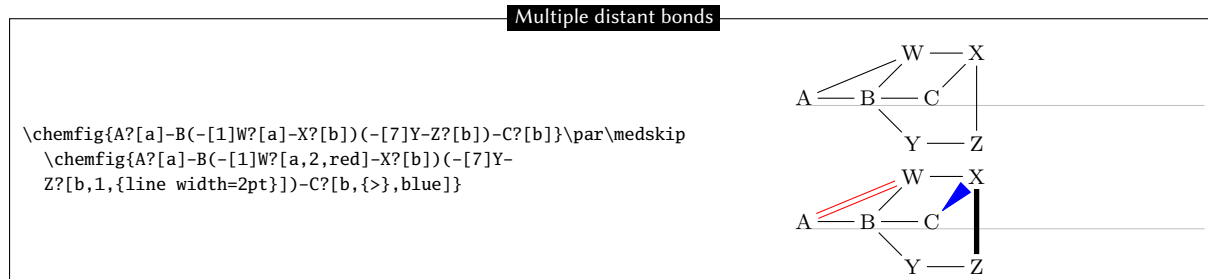 Multiple distant bonds
\chemfig{A?[a]-B(-[1]W?[a]-X?[b])(-[7]Y-Z?[b])-C?[b]}\par\medskip
\chemfig{A?[a]-B(-[1]W?[a,2,red]-X?[b])(-[7]Y-
Z?[b,1,{line width=2pt}])-C?[b,{>},blue]}
W X
A B C
Y Z
W X
A B C
Y Z